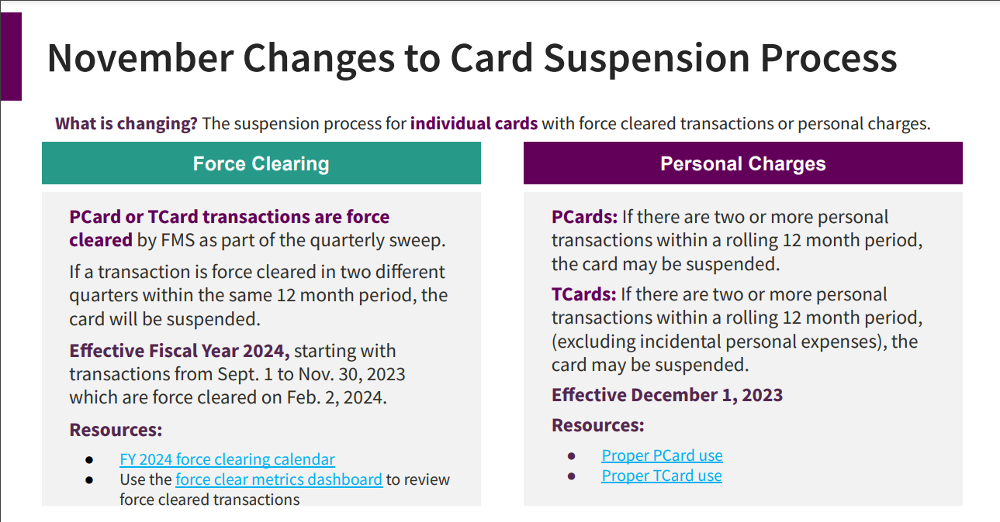 November Changes to Card Suspension Process
What is changing? The suspension process for individual cards with force cleared transactions or personal charges.
Force Clearing
PCard or TCard transactions are force
cleared by FMS as part of the quarterly sweep.
If a transaction is force cleared in two different
quarters within the same 12 month period, the
card will be suspended.
Effective Fiscal Year 2024, starting with
transactions from Sept. 1 to Nov. 30, 2023
which are force cleared on Feb. 2, 2024.
Resources:
● FY 2024 force clearing calendar
● Use the force clear metrics dashboard to review
force cleared transactions
Personal Charges
PCards: If there are two or more personal
transactions within a rolling 12 month period,
the card may be suspended.
TCards: If there are two or more personal
transactions within a rolling 12 month period,
(excluding incidental personal expenses), the
card may be suspended.
Effective December 1, 2023
Resources:
● Proper PCard use
● Proper TCard use